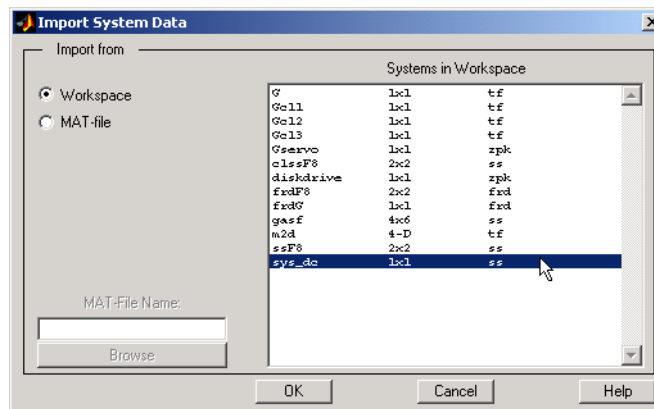 Import System Data
Import from
Systems in Workspace
Workspace
MAT-file
G 1x1 tf
Gcl1 1x1 tf
Gcl2 1x1 tf
Gcl3 1x1 tf
Gservo 1x1 zpk
clssF8 2x2 ss
diskdrive 1x1 zpk
frdF8 2x2 frd
frdG 1x1 frd
gasf 4x6 ss
m2d 4-D tf
ssF8 2x2 ss
sys_dc 1x1 ss
MAT-File Name:
Browse
OK Cancel Help